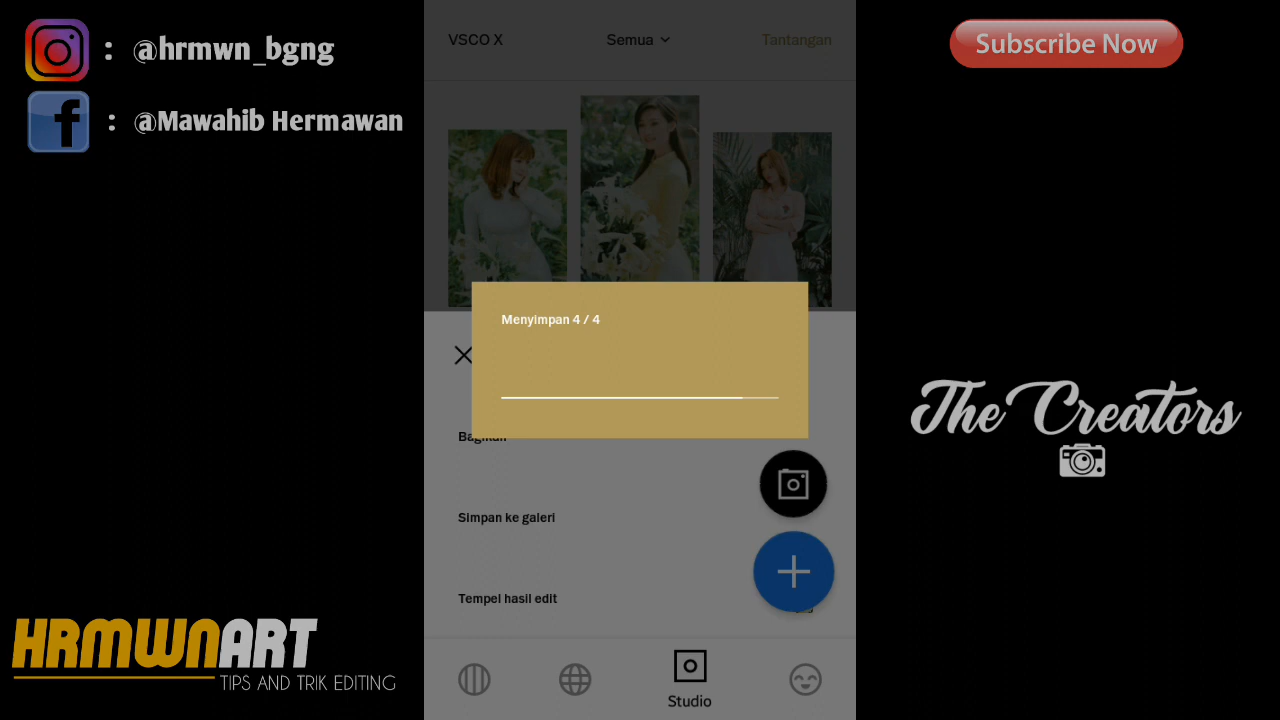 : @hrmwn_bgng
: @Mawahib Hermawan
VSCO X
Semua
Tantangan
Subscribe Now
Menyimpan 4 / 4
Bagikan
Simpan ke galeri
Tempel hasil edit
Studio
The Creators
HRMWNART
TIPS AND TRIK EDITING